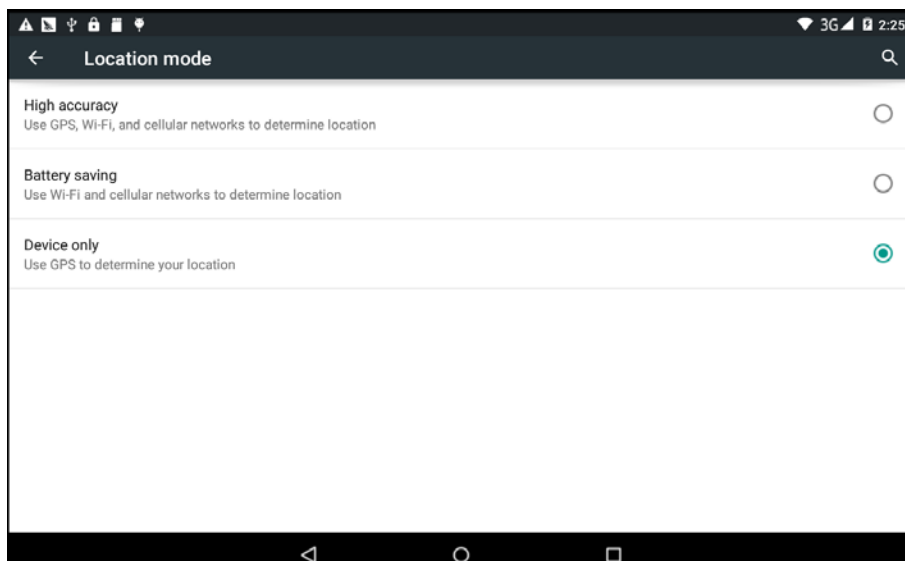 3G 2:25
Location mode
High accuracy
Use GPS, Wi-Fi, and cellular networks to determine location
Battery saving
Use Wi-Fi and cellular networks to determine location
Device only
Use GPS to determine your location